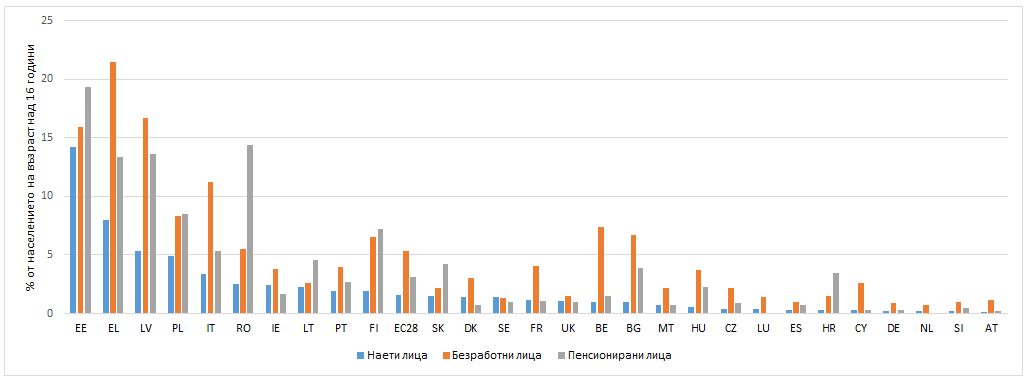 % от населението на възраст над 16 години
25
20
15
10
5
0
EE EL LV PL IT RO IE LT PT FI ЕС28 SK DK SE FR UK BE BG MT HU CZ LU ES HR CY DE NL SI AT
Наети лица Безработни лица Пенсионирани лица